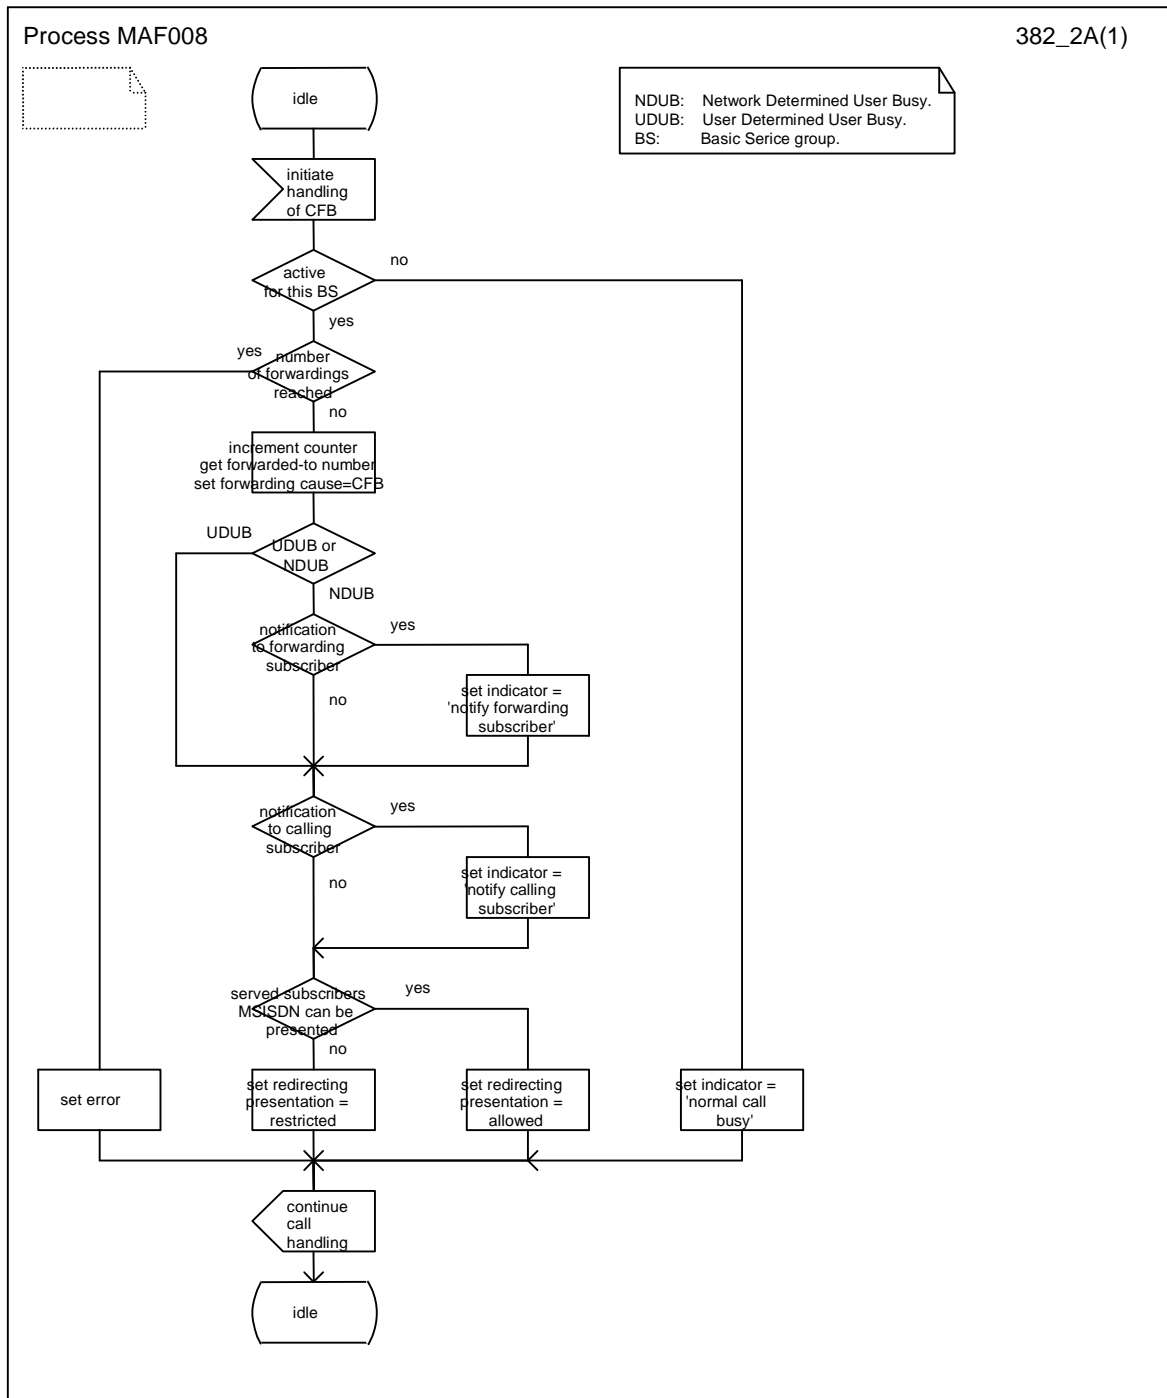 Process MAF008
382_2A(1)
idle
NDUB: Network Determined User Busy.
UDUB: User Determined User Busy.
BS: Basic Serice group.
initiate
handling
of CFB
active
for this BS
no
yes
number
of forwardings
reached
yes
no
increment counter
get forwarded-to number
set forwarding cause=CFB
UDUB
UDUB or
NDUB
NDUB
notification
to forwarding
subscriber
yes
no
set indicator =
'notify forwarding
subscriber'
notification
to calling
subscriber
yes
no
set indicator =
'notify calling
subscriber'
served subscribers
MSISDN can be
presented
yes
no
set error
set redirecting
presentation =
restricted
set redirecting
presentation =
allowed
set indicator =
'normal call
busy'
continue
call
handling
idle